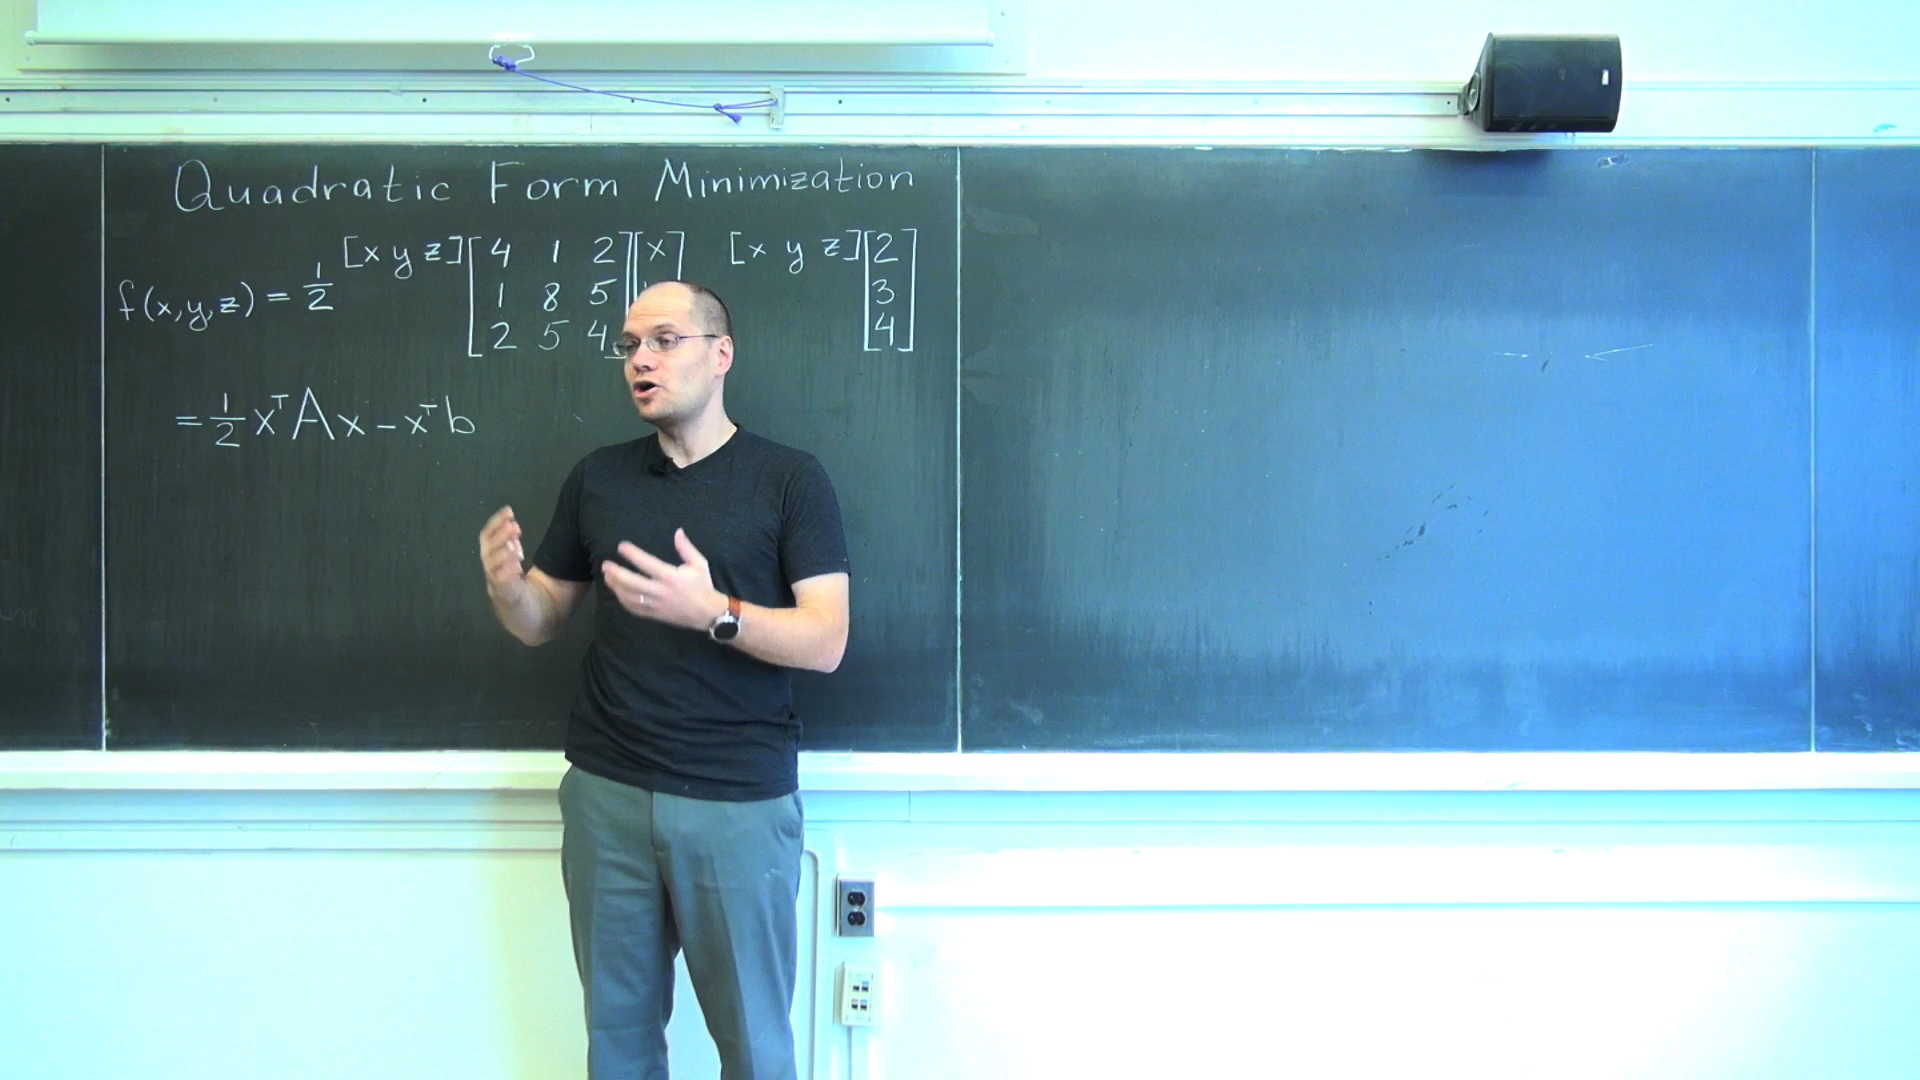 Quadratic Form Minimization
f(x,y,z) = 1/2 [x y z] [4 1 2] [x] [x y z] [2]
[1 8 5] [3]
[2 5 4] [4]
= 1/2 xᵀAx - xᵀb